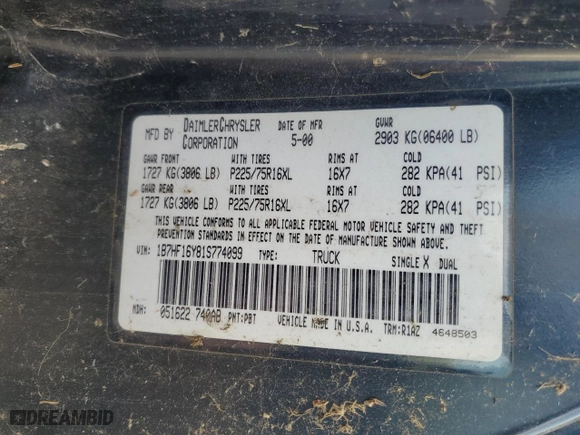 MFD BY DAIMLERCHRYSLER CORPORATION DATE OF MFR 5-00 GVWR 2903 KG(06400 LB)
GAWR FRONT WITH TIRES RIMS AT COLD
1727 KG(3806 LB) P225/75R16XL 16X7 282 KPA(41 PSI)
GAWR REAR WITH TIRES RIMS AT COLD
1727 KG(3806 LB) P225/75R16XL 16X7 282 KPA(41 PSI)
THIS VEHICLE CONFORMS TO ALL APPLICABLE FEDERAL MOTOR VEHICLE SAFETY AND THEFT
PREVENTION STANDARDS IN EFFECT ON THE DATE OF MANUFACTURE SHOWN ABOVE.
VIN: 1B7HF16Y81S774099 TYPE: TRUCK SINGLE X DUAL
MDH: 051622 740AB PNT:PBT VEHICLE MADE IN U.S.A. TRM:R1AZ 4648503
DREAMBID